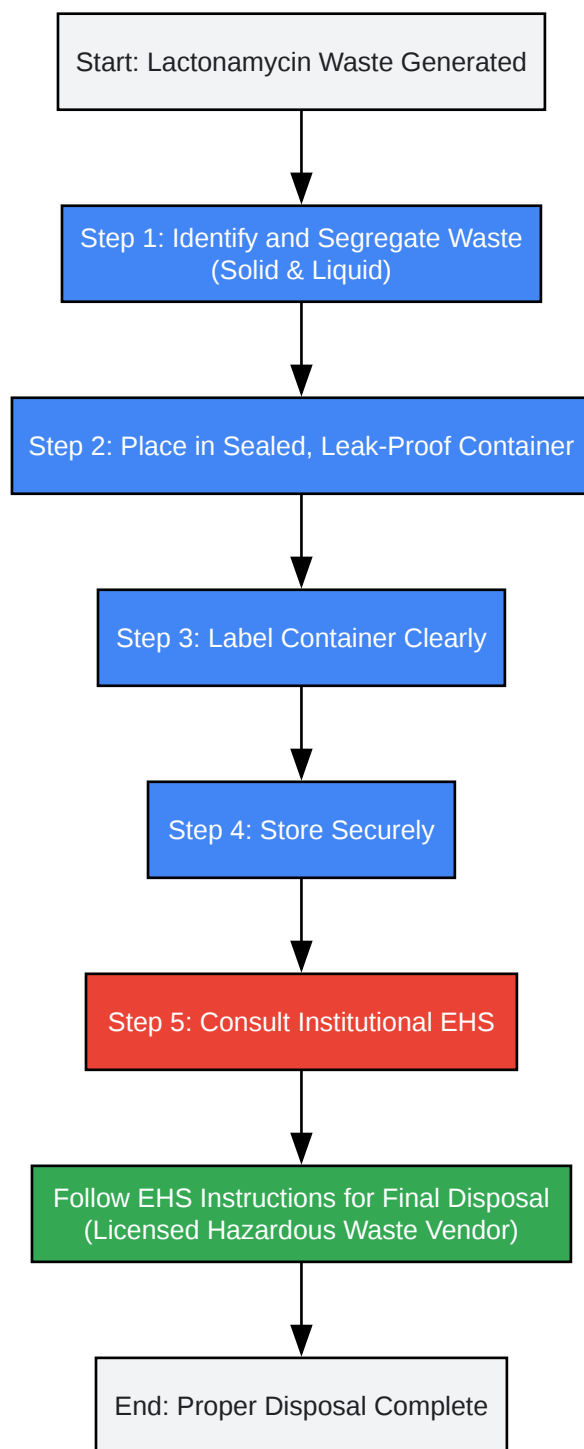 Start: Lactonamycin Waste Generated
Step 1: Identify and Segregate Waste
(Solid & Liquid)
Step 2: Place in Sealed, Leak-Proof Container
Step 3: Label Container Clearly
Step 4: Store Securely
Step 5: Consult Institutional EHS
Follow EHS Instructions for Final Disposal
(Licensed Hazardous Waste Vendor)
End: Proper Disposal Complete